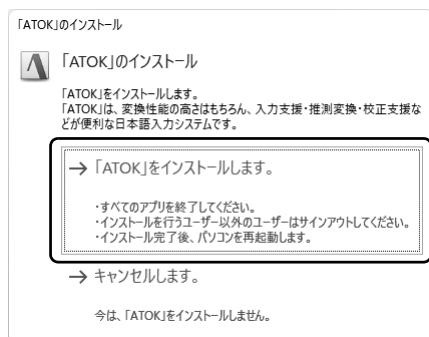 「ATOK」のインストール
「ATOK」のインストール
「ATOK」をインストールします。
「ATOK」は、変換性能の高さはもちろん、入力支援・推測変換・校正支援な
どが便利な日本語入力システムです。
→ 「ATOK」をインストールします。
・すべてのアプリを終了してください。
・インストールを行うユーザー以外のユーザーはサインアウトしてください。
・インストール完了後、パソコンを再起動します。
→ キャンセルします。
今は、「ATOK」をインストールしません。